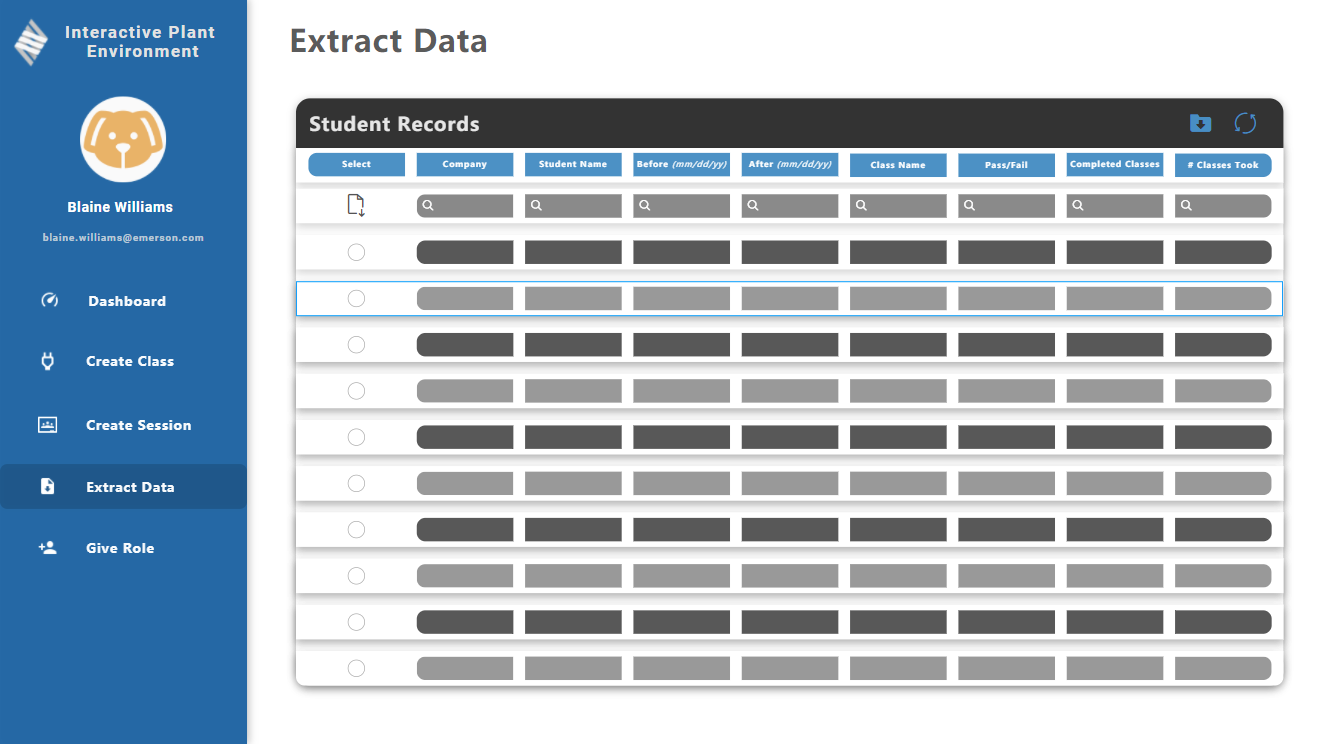 Interactive Plant
Environment
Blaine Williams
blaine.williams@emerson.com
Dashboard
Create Class
Create Session
Extract Data
Give Role
Extract Data
Student Records
Select Company Student Name Before (mm/dd/yy) After (mm/dd/yy) Class Name Pass/Fail Completed Classes # Classes Took